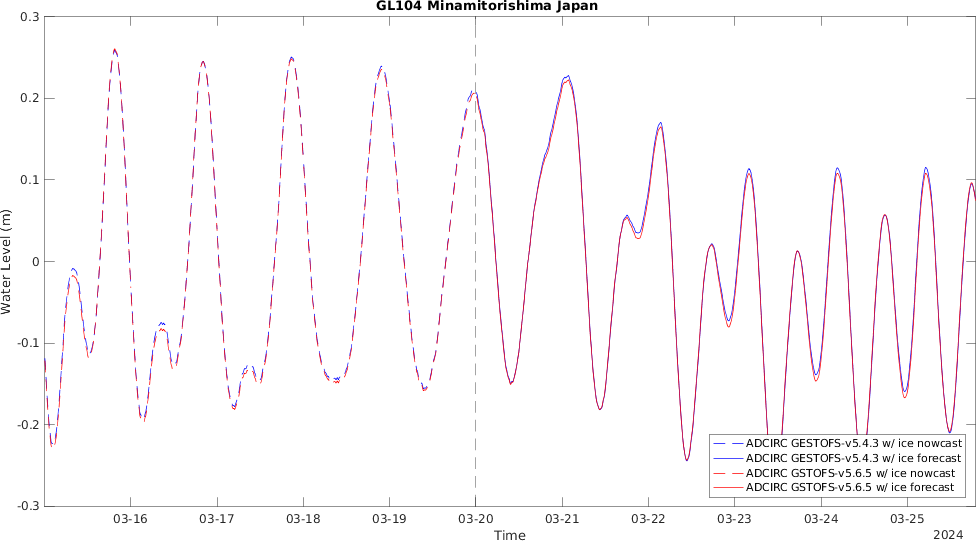 GL104 Minamitorishima Japan
0.3
0.2
0.1
0
-0.1
-0.2
-0.3
Water Level (m)
ADCIRC GESTOFS-v5.4.3 w/ ice nowcast
ADCIRC GESTOFS-v5.4.3 w/ ice forecast
ADCIRC GSTOFS-v5.6.5 w/ ice nowcast
ADCIRC GSTOFS-v5.6.5 w/ ice forecast
03-16 03-17 03-18 03-19 03-20 03-21 03-22 03-23 03-24 03-25
Time
2024